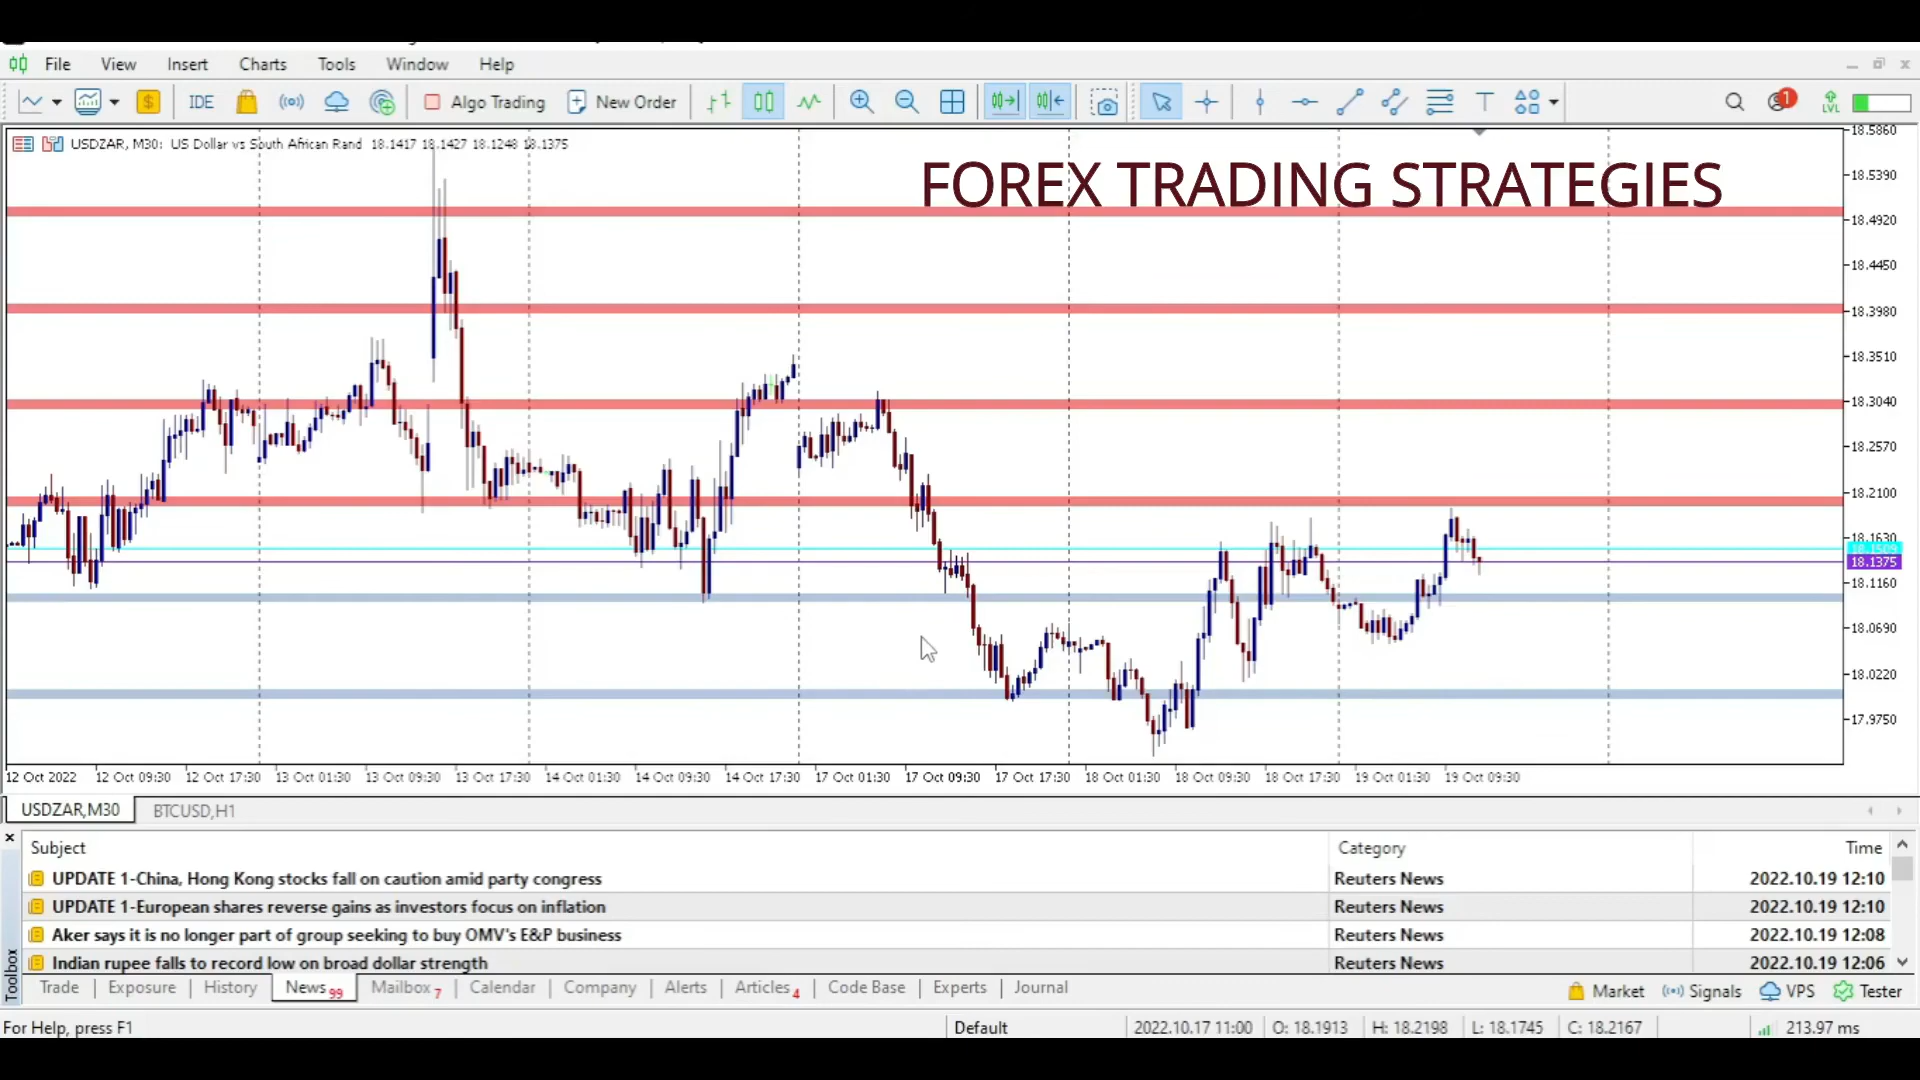 File View Insert Charts Tools Window Help
IDE Algo Trading New Order 1 LVL
USDZAR, M30: US Dollar vs South African Rand 18.1417 18.1427 18.1248 18.1375
FOREX TRADING STRATEGIES
18.5860
18.5390
18.4920
18.4450
18.3980
18.3510
18.3040
18.2570
18.2100
18.1630
18.1509
18.1375
18.1160
18.0690
18.0220
17.9750
12 Oct 2022 12 Oct 09:30 12 Oct 17:30 13 Oct 01:30 13 Oct 09:30 13 Oct 17:30 14 Oct 01:30 14 Oct 09:30 14 Oct 17:30 17 Oct 01:30 17 Oct 09:30 17 Oct 17:30 18 Oct 01:30 18 Oct 09:30 18 Oct 17:30 19 Oct 01:30 19 Oct 09:30
USDZAR,M30 BTCUSD,H1
Subject Category Time
UPDATE 1-China, Hong Kong stocks fall on caution amid party congress Reuters News 2022.10.19 12:10
UPDATE 1-European shares reverse gains as investors focus on inflation Reuters News 2022.10.19 12:10
Aker says it is no longer part of group seeking to buy OMV's E&P business Reuters News 2022.10.19 12:08
Indian rupee falls to record low on broad dollar strength Reuters News 2022.10.19 12:06
Toolbox
Trade Exposure History News 99 Mailbox 7 Calendar Company Alerts Articles 4 Code Base Experts Journal Market Signals VPS Tester
For Help, press F1 Default 2022.10.17 11:00 O: 18.1913 H: 18.2198 L: 18.1745 C: 18.2167 213.97 ms